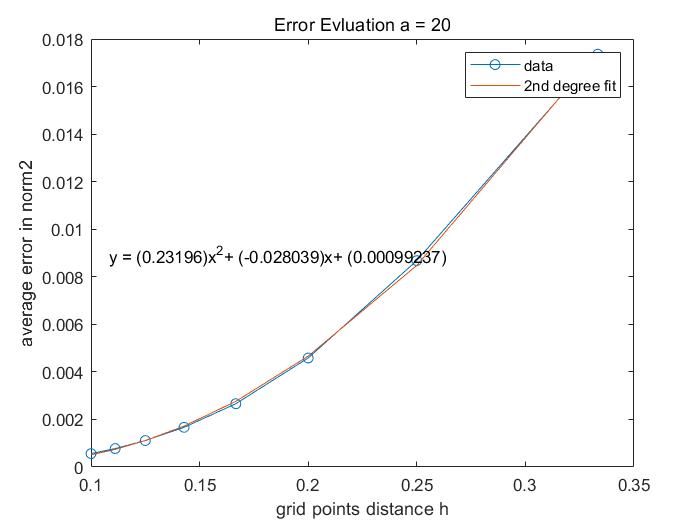 Error Evluation a = 20
0.018
0.016
0.014
0.012
0.01
0.008
0.006
0.004
0.002
0
average error in norm2
data
2nd degree fit
y = (0.23196)x^2+ (-0.028039)x+ (0.00099237)
0.1 0.15 0.2 0.25 0.3 0.35
grid points distance h